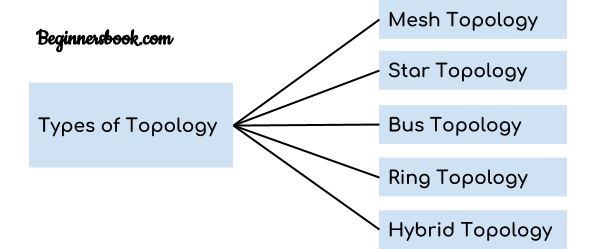 Beginnersbook.com
Types of Topology
Mesh Topology
Star Topology
Bus Topology
Ring Topology
Hybrid Topology